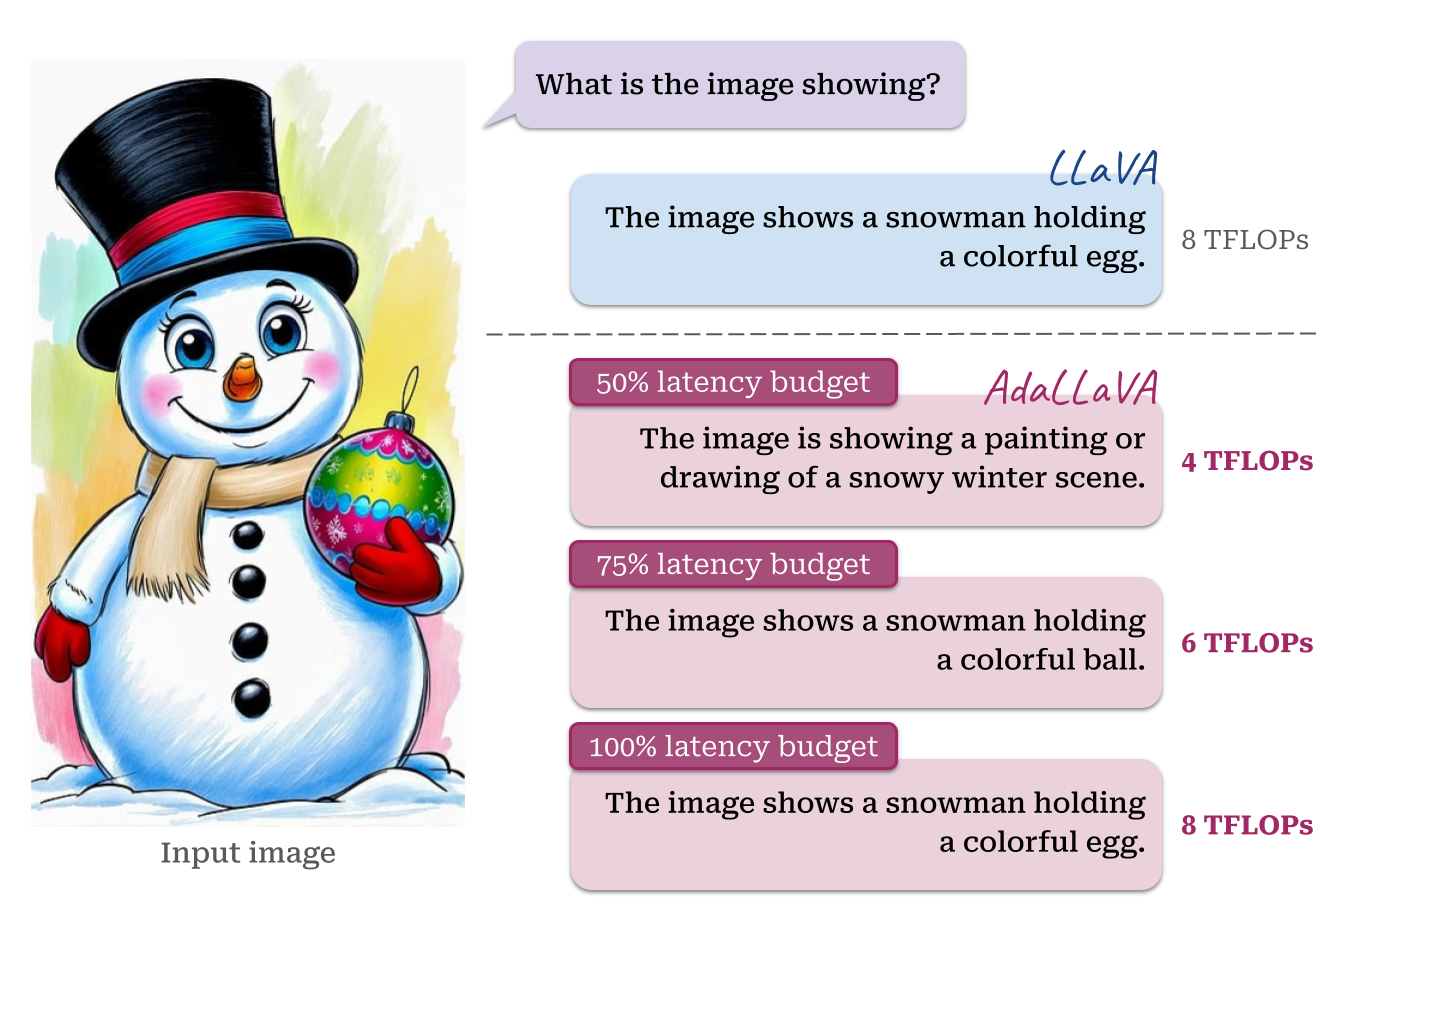 What is the image showing?
LLaVA
The image shows a snowman holding
a colorful egg.
8 TFLOPs
50% latency budget
AdaLLaVA
The image is showing a painting or
drawing of a snowy winter scene.
4 TFLOPs
75% latency budget
The image shows a snowman holding
a colorful ball.
6 TFLOPs
100% latency budget
The image shows a snowman holding
a colorful egg.
8 TFLOPs
Input image